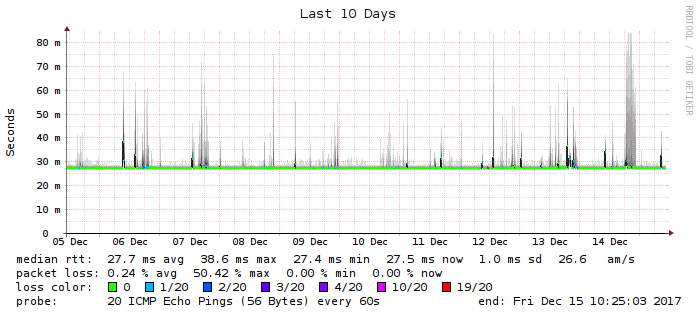 Last 10 Days
RRDTOOL / TOBI OETIKER
Seconds
80 m
70 m
60 m
50 m
40 m
30 m
20 m
10 m
0
05 Dec 06 Dec 07 Dec 08 Dec 09 Dec 10 Dec 11 Dec 12 Dec 13 Dec 14 Dec
median rtt: 27.7 ms avg 38.6 ms max 27.4 ms min 27.5 ms now 1.0 ms sd 26.6 am/s
packet loss: 0.24 % avg 50.42 % max 0.00 % min 0.00 % now
loss color: 0 1/20 2/20 3/20 4/20 10/20 19/20
probe: 20 ICMP Echo Pings (56 Bytes) every 60s end: Fri Dec 15 10:25:03 2017